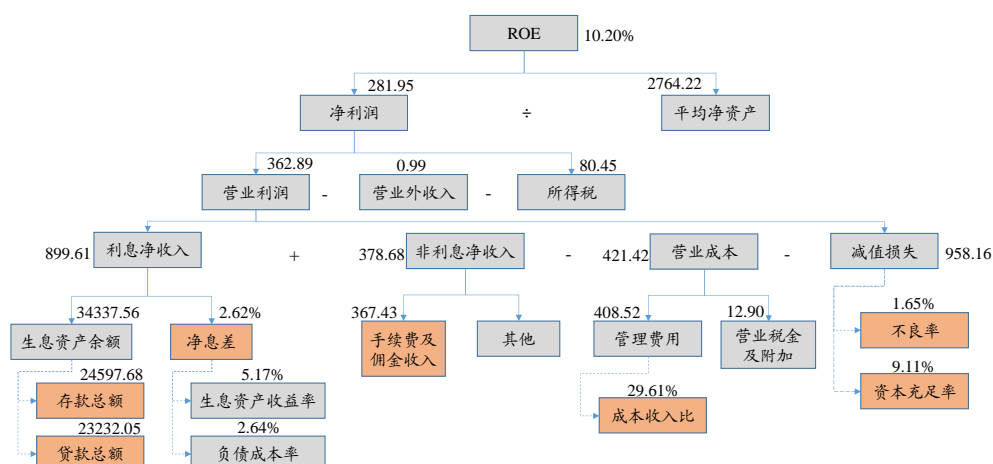 ROE 10.20%
281.95 2764.22
净利润 ÷ 平均净资产
362.89 0.99 80.45
营业利润 - 营业外收入 - 所得税
899.61 利息净收入 + 378.68 非利息净收入 - 421.42 营业成本 - 减值损失 958.16
34337.56 2.62% 367.43 408.52 12.90 1.65%
生息资产余额 净息差 手续费及 其他 管理费用 营业税金 不良率
佣金收入 及附加
24597.68 5.17% 29.61% 9.11%
存款总额 生息资产收益率 成本收入比 资本充足率
23232.05 2.64%
贷款总额 负债成本率